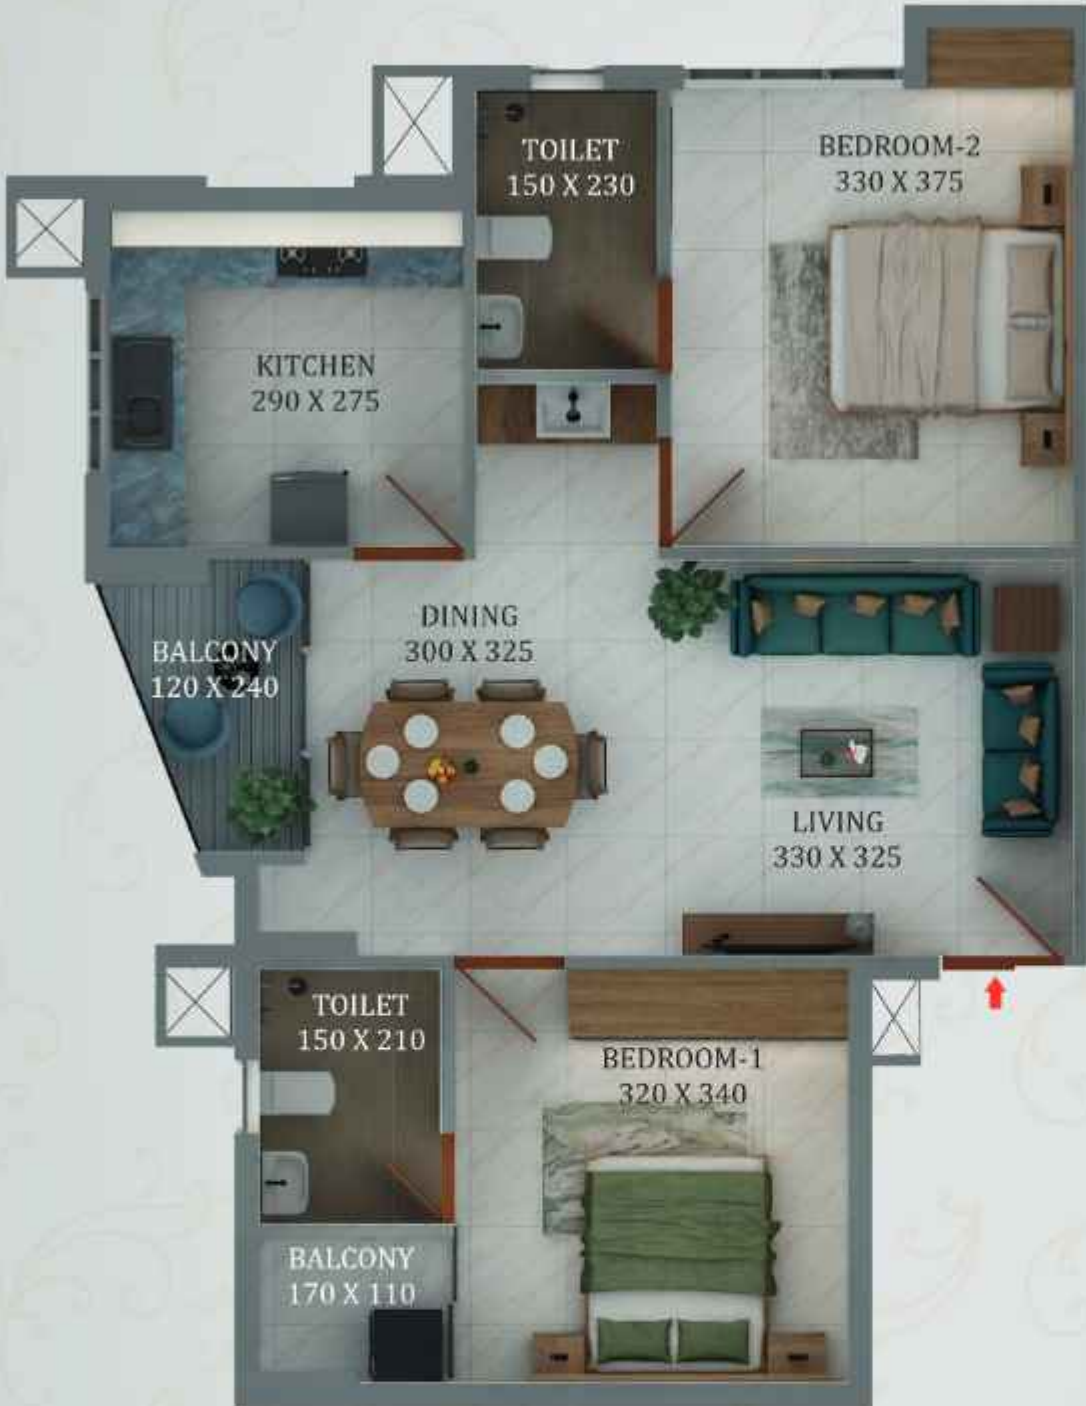 TOILET
150 X 230
BEDROOM-2
330 X 375
KITCHEN
290 X 275
DINING
300 X 325
BALCONY
120 X 240
LIVING
330 X 325
TOILET
150 X 210
BEDROOM-1
320 X 340
BALCONY
170 X 110